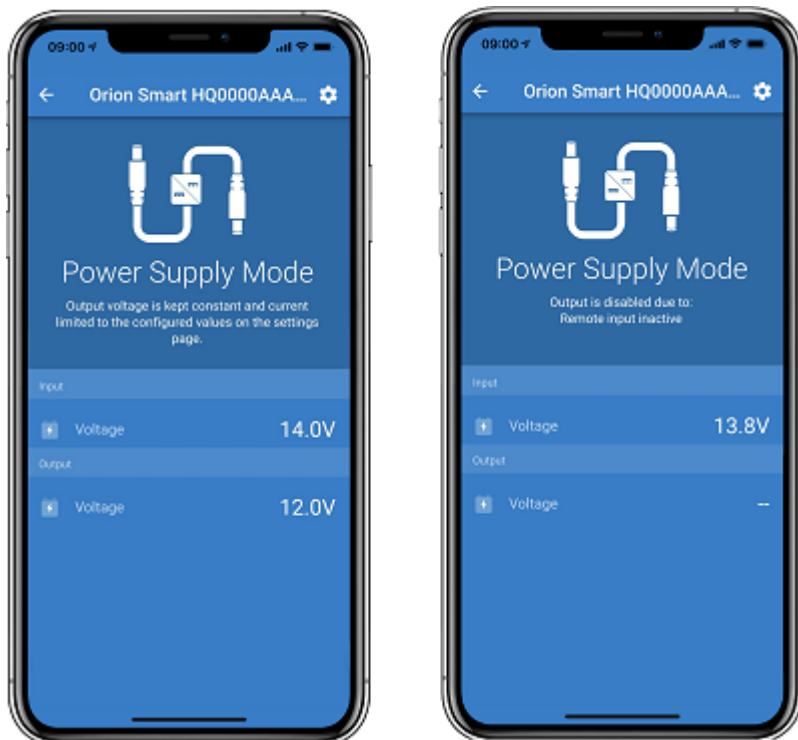 09:00
Orion Smart HQ0000AAA...
Power Supply Mode
Output voltage is kept constant and current
limited to the configured values on the settings
page.
Input
Voltage 14.0V
Output
Voltage 12.0V
09:00
Orion Smart HQ0000AAA...
Power Supply Mode
Output is disabled due to:
Remote input inactive
Input
Voltage 13.8V
Output
Voltage --